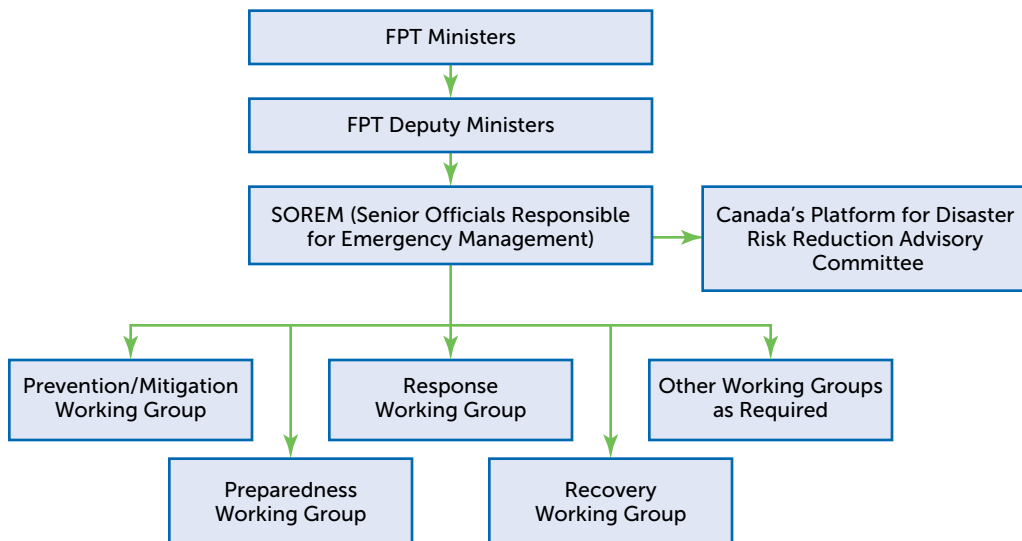 FPT Ministers
FPT Deputy Ministers
SOREM (Senior Officials Responsible
for Emergency Management)
Canada’s Platform for Disaster
Risk Reduction Advisory
Committee
Prevention/Mitigation
Working Group
Response
Working Group
Other Working Groups
as Required
Preparedness
Working Group
Recovery
Working Group